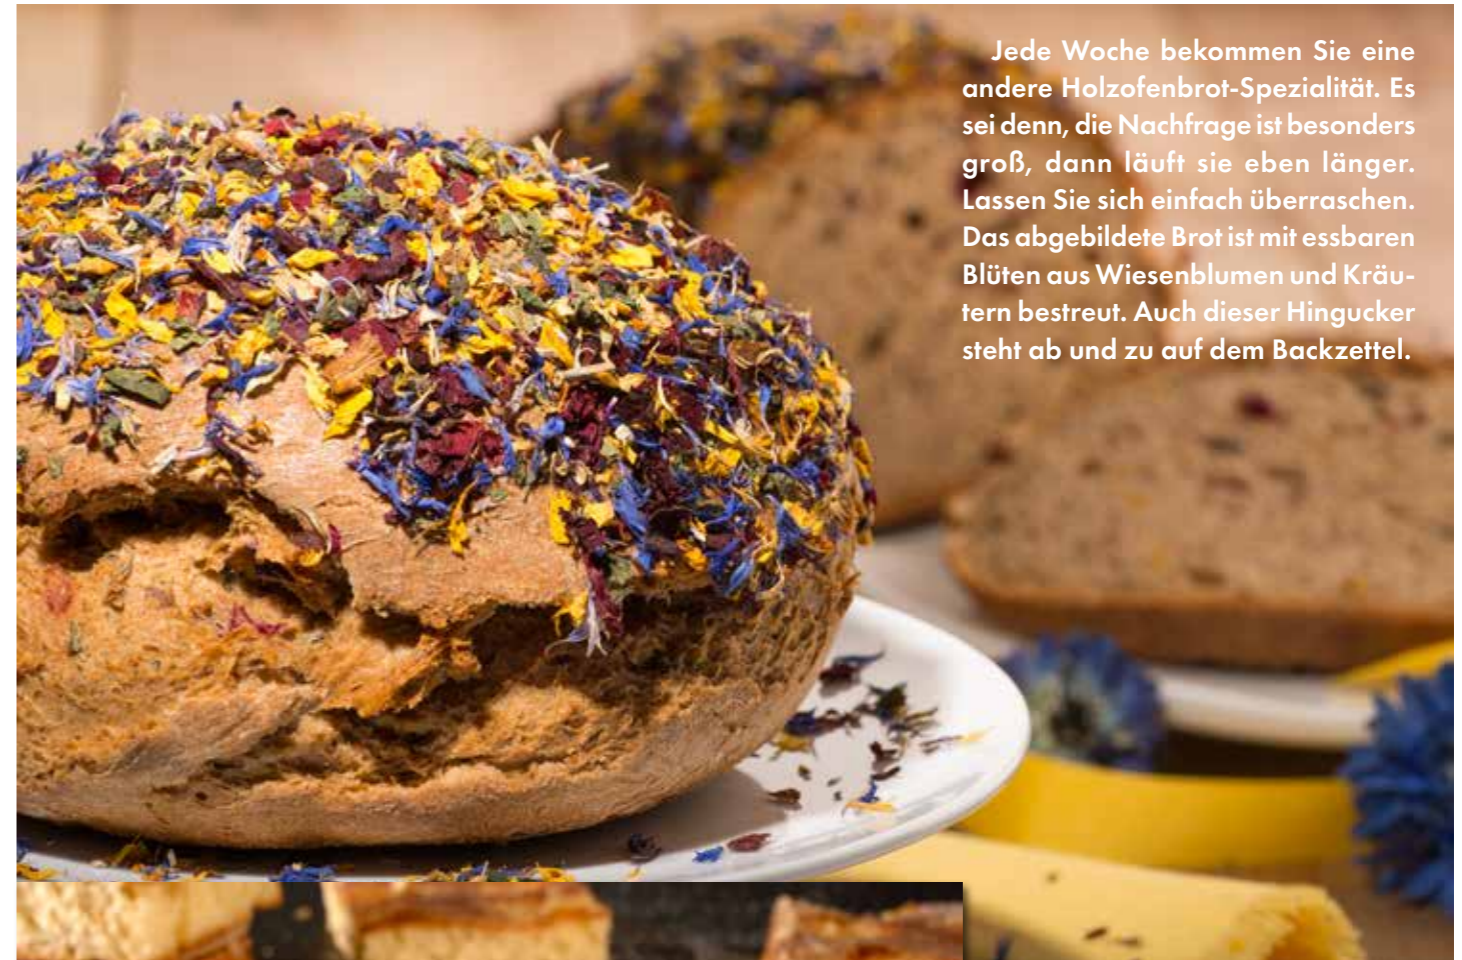 Jede Woche bekommen Sie eine
andere Holzofenbrot-Spezialität. Es
sei denn, die Nachfrage ist besonders
groß, dann läuft sie eben länger.
Lassen Sie sich einfach überraschen.
Das abgebildete Brot ist mit essbaren
Blüten aus Wiesenblumen und Kräu-
tern bestreut. Auch dieser Hingucker
steht ab und zu auf dem Backzettel.